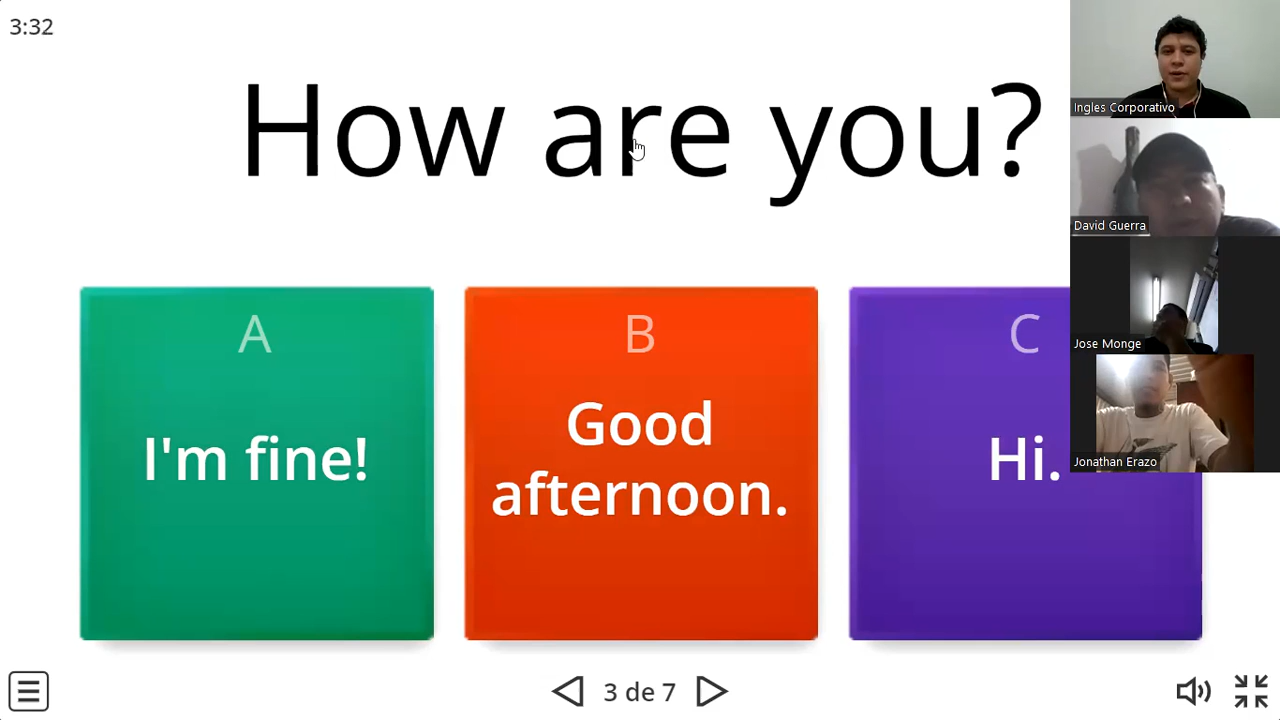 3:32
How are you?
A
I'm fine!
B
Good
afternoon.
C
Hi.
Ingles Corporativo
David Guerra
Jose Monge
Jonathan Erazo
3 de 7